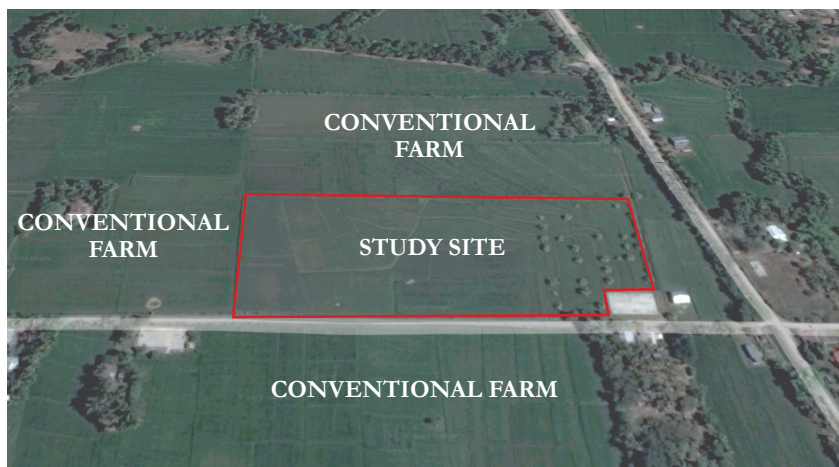 CONVENTIONAL
FARM
CONVENTIONAL
FARM
STUDY SITE
CONVENTIONAL FARM